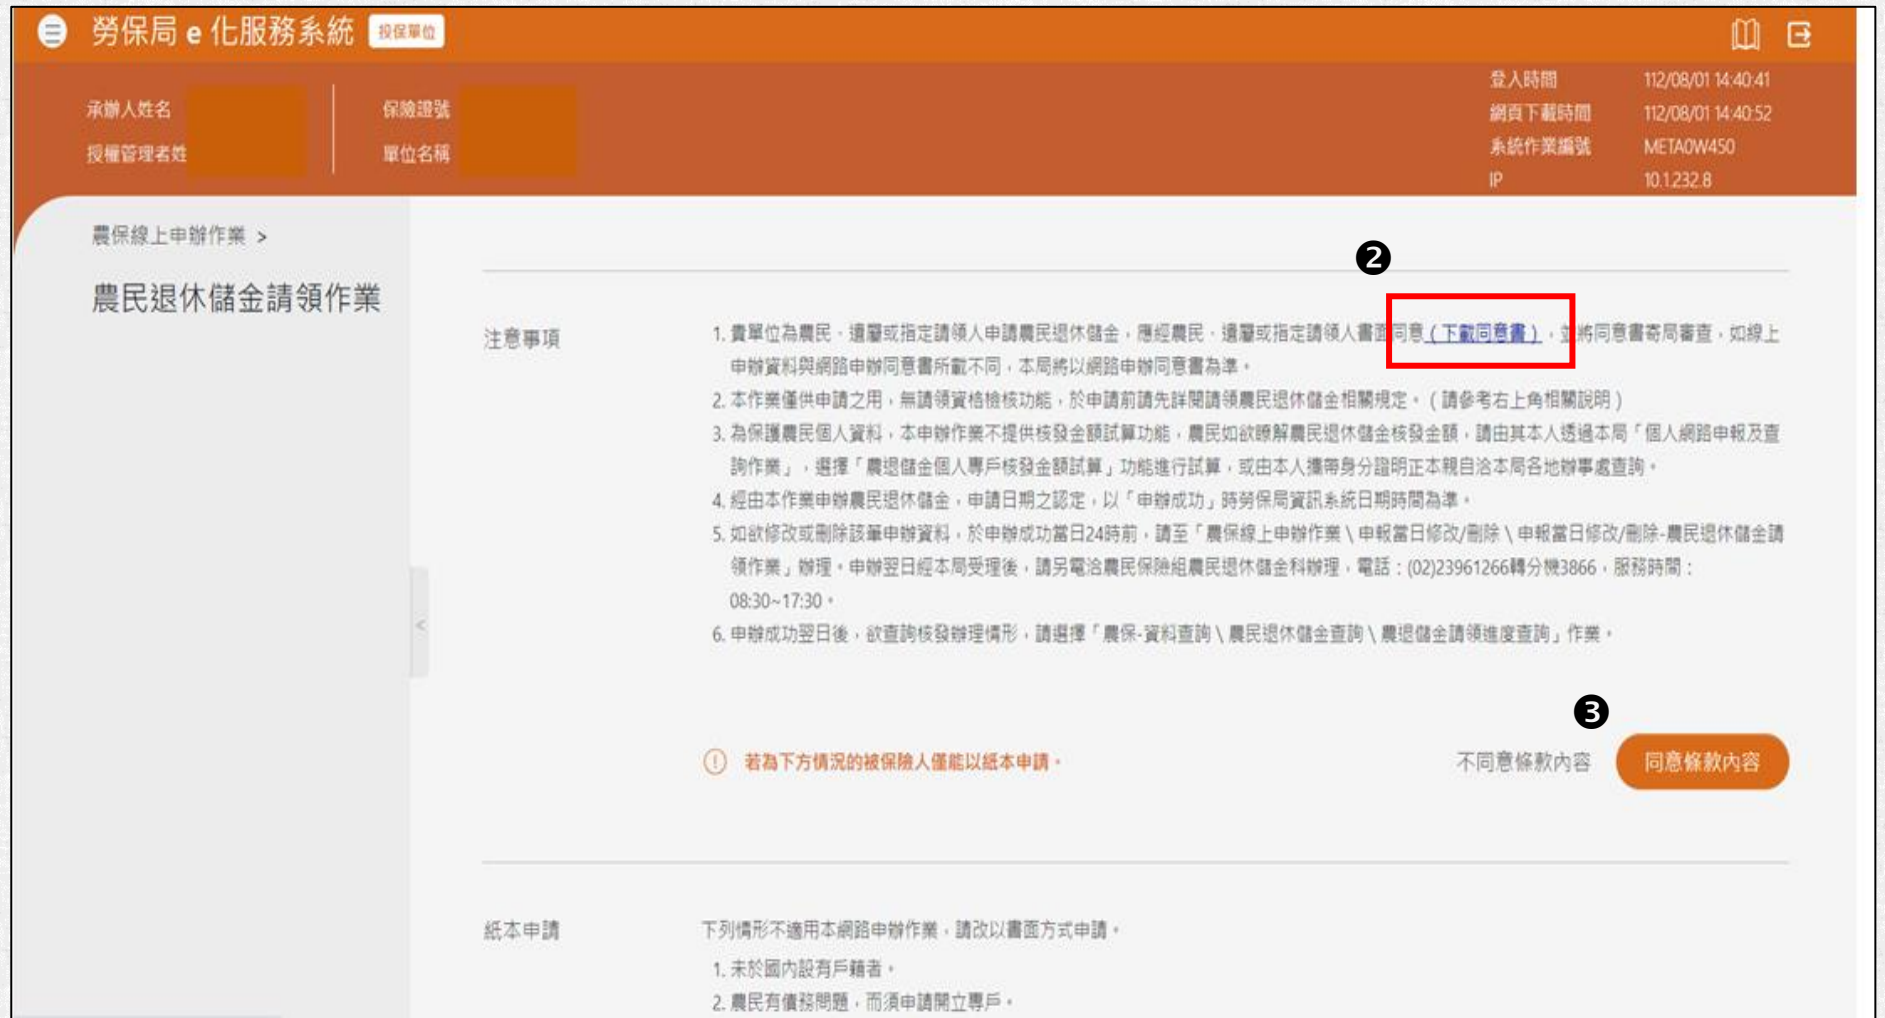 勞保局 e 化服務系統 投保單位
承辦人姓名
授權管理者姓
保險證號
單位名稱
登入時間 112/08/01 14:40:41
網頁下載時間 112/08/01 14:40:52
系統作業編號 META0W450
IP 10.1.232.8
農保線上申辦作業 >
農民退休儲金請領作業
❷
注意事項
1. 貴單位為農民、遺屬或指定請領人申請農民退休儲金，應經農民、遺屬或指定請領人書面同意（下載同意書），並將同意書寄局審查，如線上
申辦資料與網路申辦同意書所載不同，本局將以網路申辦同意書為準。
2. 本作業僅供申請之用，無請領資格檢核功能，於申請前請先詳閱請領農民退休儲金相關規定。（請參考右上角相關說明）
3. 為保護農民個人資料，本申辦作業不提供核發金額試算功能，農民如欲瞭解農民退休儲金核發金額，請由其本人透過本局「個人網路申報及查
詢作業」，選擇「農退儲金個人專戶核發金額試算」功能進行試算，或由本人攜帶身分證明正本親自洽本局各地辦事處查詢。
4. 經由本作業申辦農民退休儲金，申請日期之認定，以「申辦成功」時勞保局資訊系統日期時間為準。
5. 如欲修改或刪除該筆申辦資料，於申辦成功當日24時前，請至「農保線上申辦作業 \ 申報當日修改/刪除 \ 申報當日修改/刪除-農民退休儲金請
領作業」辦理。申辦翌日經本局受理後，請另電洽農民保險組農民退休儲金科辦理，電話：(02)23961266轉分機3866，服務時間：
08:30~17:30。
6. 申辦成功翌日後，欲查詢核發辦理情形，請選擇「農保-資料查詢 \ 農民退休儲金查詢 \ 農退儲金請領進度查詢」作業。
<
❸
若為下方情況的被保險人僅能以紙本申請。
不同意條款內容 同意條款內容
紙本申請
下列情形不適用本網路申辦作業，請改以書面方式申請。
1. 未於國內設有戶籍者。
2. 農民有債務問題，而須申請開立專戶。